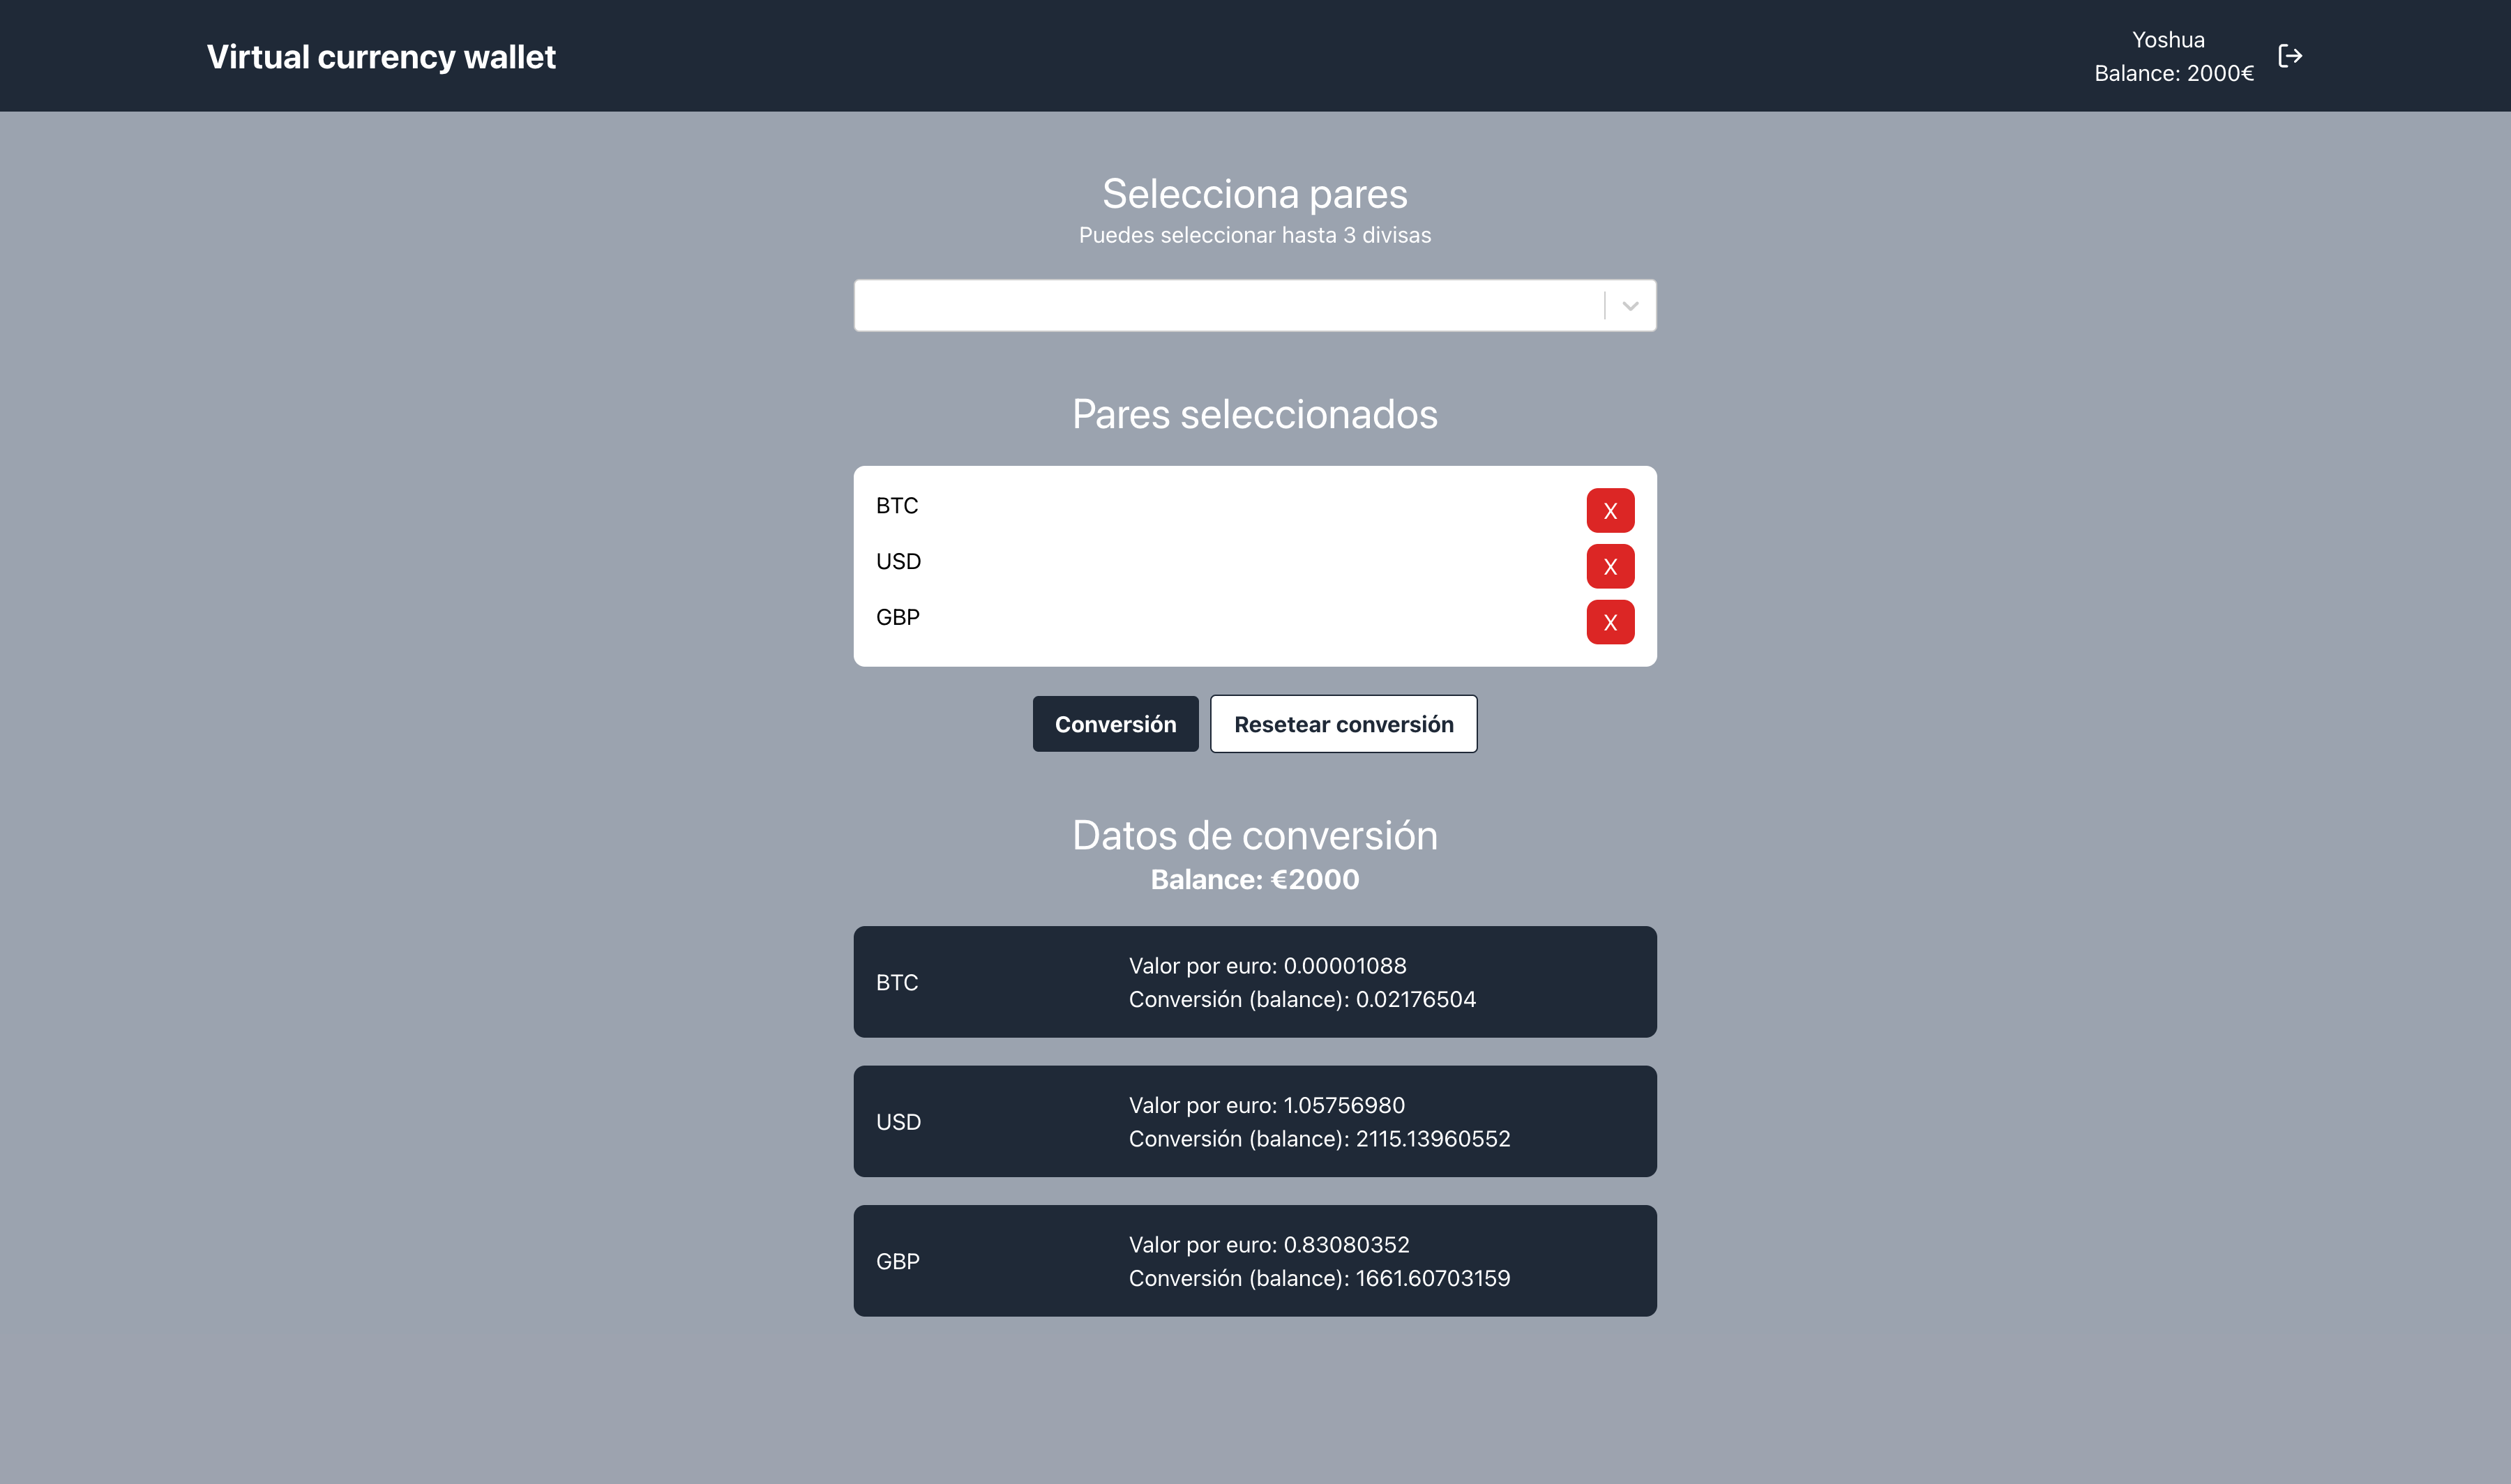 Virtual currency wallet
Yoshua
Balance: 2000€
Selecciona pares
Puedes seleccionar hasta 3 divisas
Pares seleccionados
BTC X
USD X
GBP X
Conversión Resetear conversión
Datos de conversión
Balance: €2000
BTC
Valor por euro: 0.00001088
Conversión (balance): 0.02176504
USD
Valor por euro: 1.05756980
Conversión (balance): 2115.13960552
GBP
Valor por euro: 0.83080352
Conversión (balance): 1661.60703159